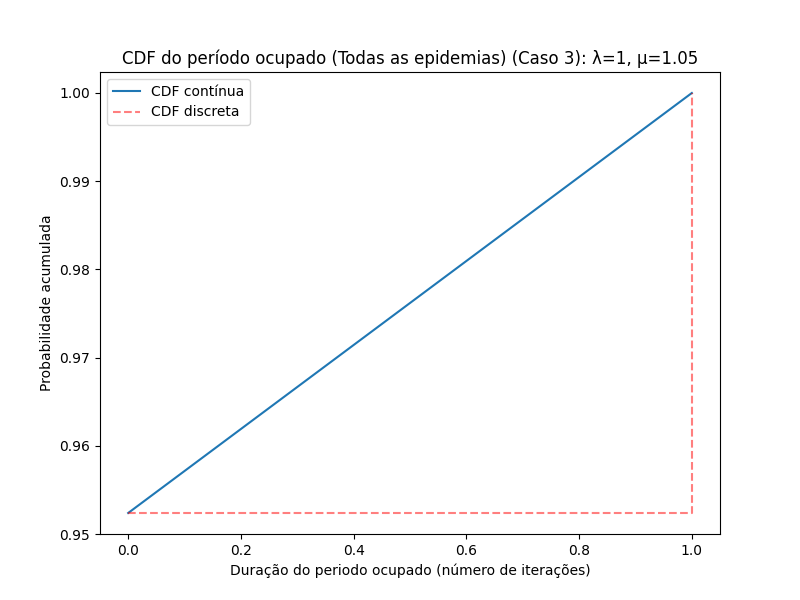 CDF do período ocupado (Todas as epidemias) (Caso 3): λ=1, μ=1.05
CDF contínua
CDF discreta
1.00
0.99
0.98
0.97
0.96
0.95
Probabilidade acumulada
0.0 0.2 0.4 0.6 0.8 1.0
Duração do periodo ocupado (número de iterações)